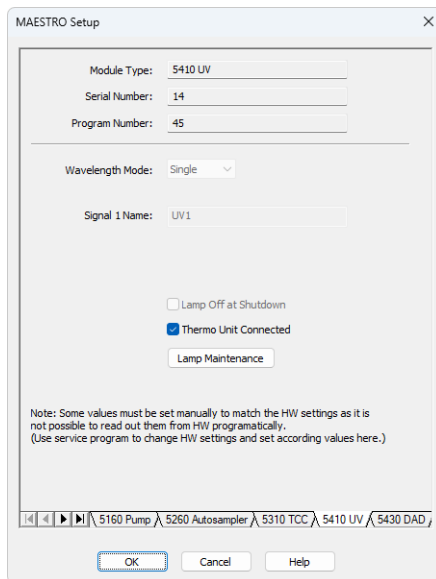 MAESTRO Setup
Module Type: 5410 UV
Serial Number: 14
Program Number: 45
Wavelength Mode: Single
Signal 1 Name: UV1
Lamp Off at Shutdown
Thermo Unit Connected
Lamp Maintenance
Note: Some values must be set manually to match the HW settings as it is
not possible to read out them from HW programatically.
(Use service program to change HW settings and set according values here.)
5160 Pump 5260 Autosampler 5310 TCC 5410 UV 5430 DAD
OK Cancel Help